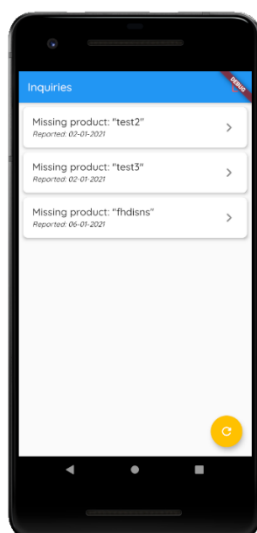 Inquiries
DEBUG
Missing product: "test2"
Reported: 02-01-2021
Missing product: "test3"
Reported: 02-01-2021
Missing product: "fhdisns"
Reported: 06-01-2021